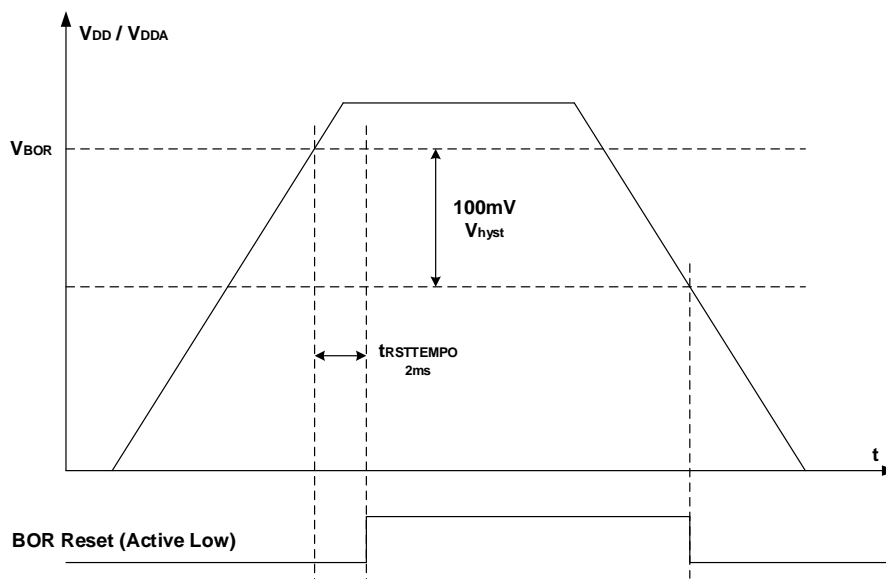 VDD / VDDA
VBOR
100mV
Vhyst
tRSTTEMPO
2ms
t
BOR Reset (Active Low)